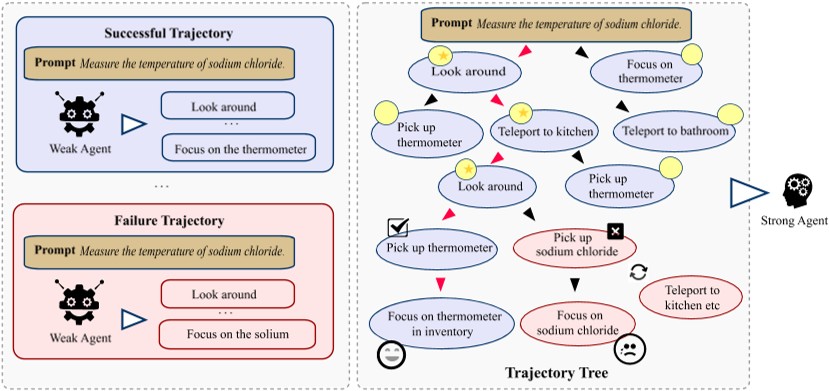 Successful Trajectory
Prompt Measure the temperature of sodium chloride.
Weak Agent
Look around
...
Focus on the thermometer
...
Failure Trajectory
Prompt Measure the temperature of sodium chloride.
Weak Agent
Look around
...
Focus on the solium
Prompt Measure the temperature of sodium chloride.
Look around
Focus on
thermometer
Pick up
thermometer
Teleport to kitchen
Teleport to bathroom
Look around
Pick up
thermometer
Pick up thermometer
Pick up
sodium chloride
Teleport to
kitchen etc
Focus on thermometer
in inventory
Focus on
sodium chloride
Trajectory Tree
Strong Agent